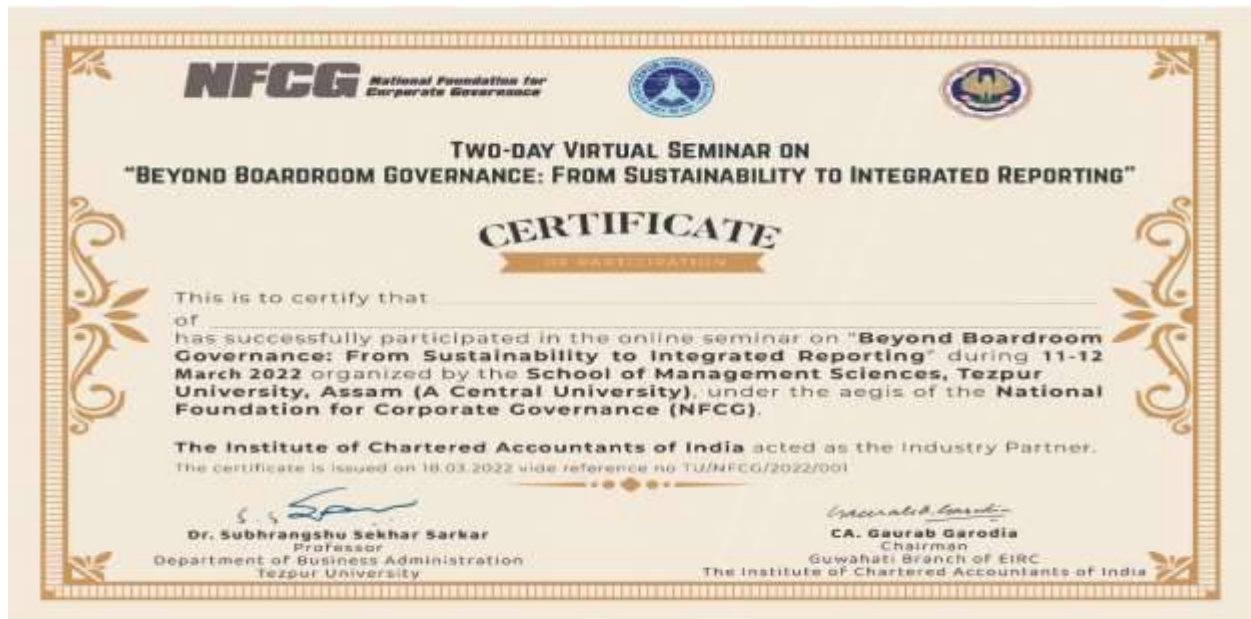 NFCG National Foundation for
Corporate Governance
TWO-DAY VIRTUAL SEMINAR ON
"BEYOND BOARDROOM GOVERNANCE: FROM SUSTAINABILITY TO INTEGRATED REPORTING"
CERTIFICATE
OF PARTICIPATION
This is to certify that
of
has successfully participated in the online seminar on "Beyond Boardroom
Governance: From Sustainability to Integrated Reporting" during 11-12
March 2022 organized by the School of Management Sciences, Tezpur
University, Assam (A Central University), under the aegis of the National
Foundation for Corporate Governance (NFCG).
The Institute of Chartered Accountants of India acted as the Industry Partner.
The certificate is issued on 18.03.2022 vide reference no TU/NFCG/2022/001
Dr. Subhrangshu Sekhar Sarkar
Professor
Department of Business Administration
Tezpur University
CA. Gaurab Garodia
Chairman
Guwahati Branch of EIRC
The Institute of Chartered Accountants of India